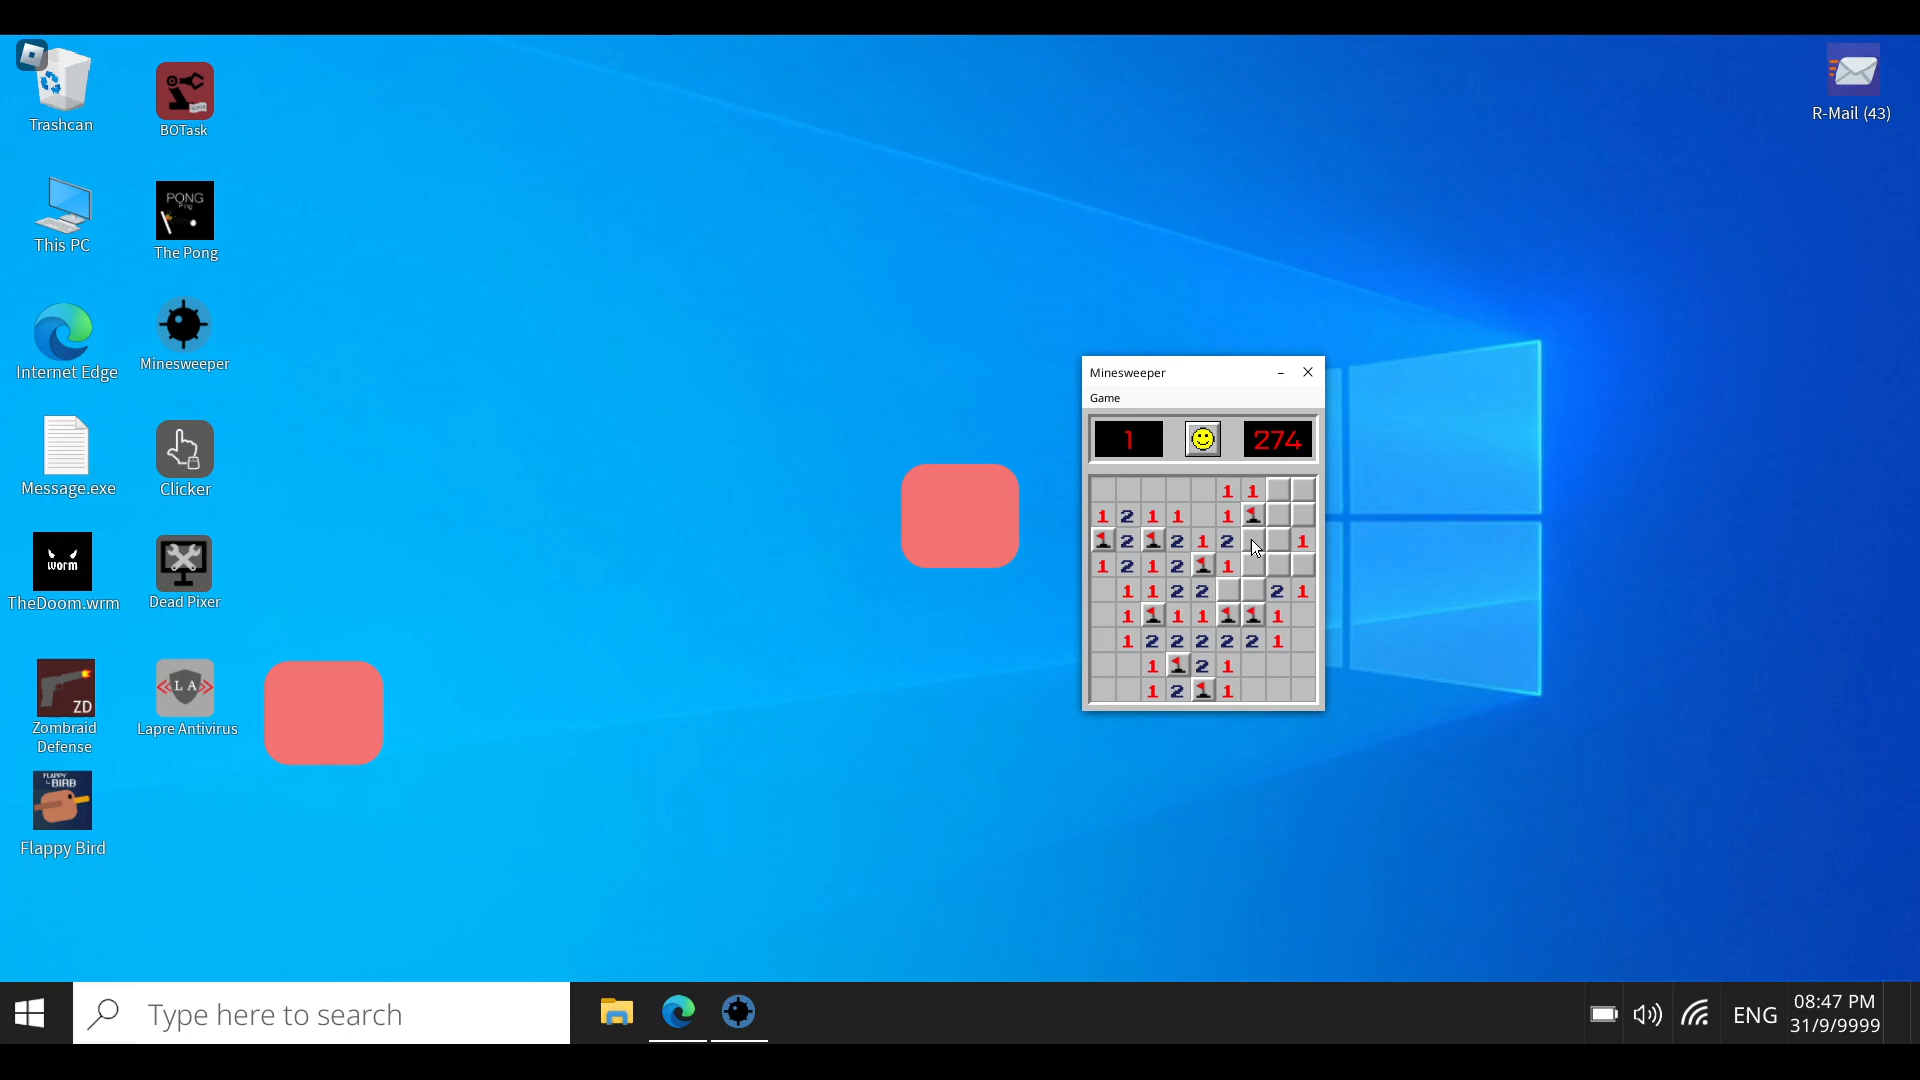 Trashcan
BOTask
R-Mail (43)
This PC
PONG
Ping
The Pong
Internet Edge
Minesweeper
Message.exe
Clicker
worm
TheDoom.wrm
Dead Pixer
ZD
Zombraid
Defense
L A
Lapre Antivirus
FLAPPY
BIRB
Flappy Bird
Minesweeper
Game
1 274
1 1
1 2 1 1 1
2 2 1 2 1
1 2 1 2 1
1 1 2 2 2 1
1 1 1 1
1 2 2 2 2 2 1
1 2 1
1 2 1
Type here to search
ENG
08:47 PM
31/9/9999